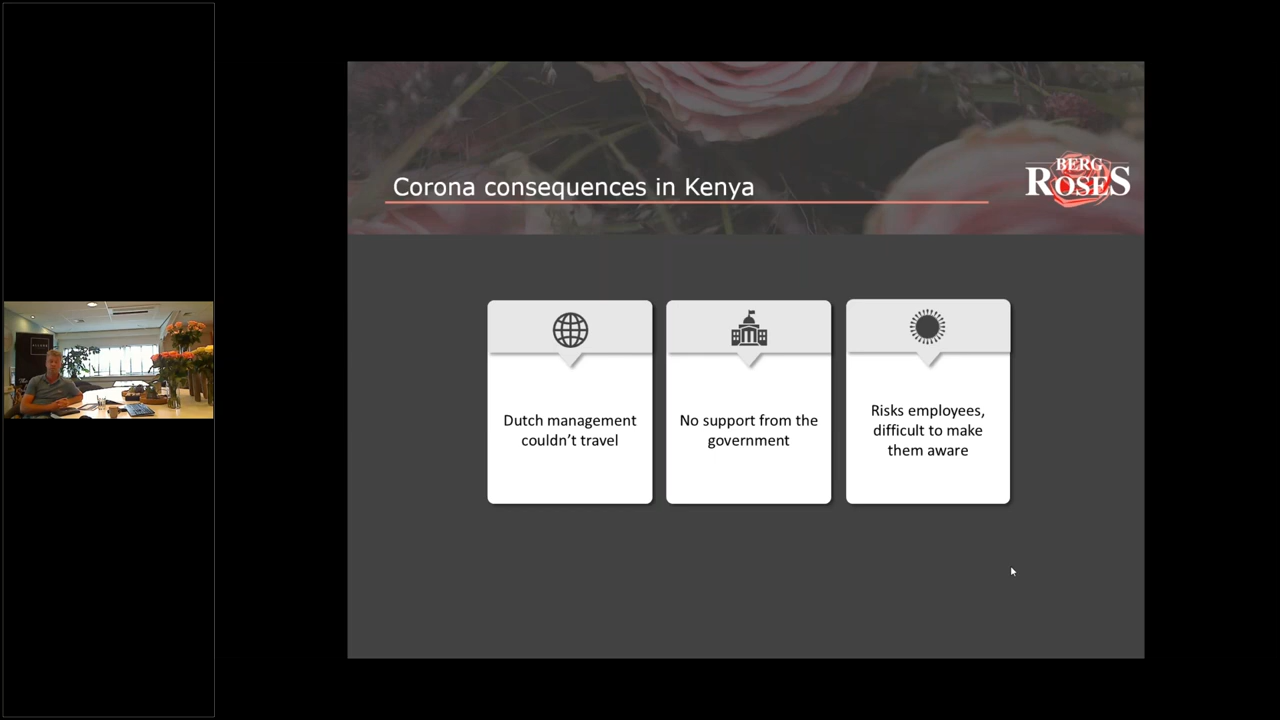 Corona consequences in Kenya
BERG
ROSES
Dutch management
couldn’t travel
No support from the
government
Risks employees,
difficult to make
them aware